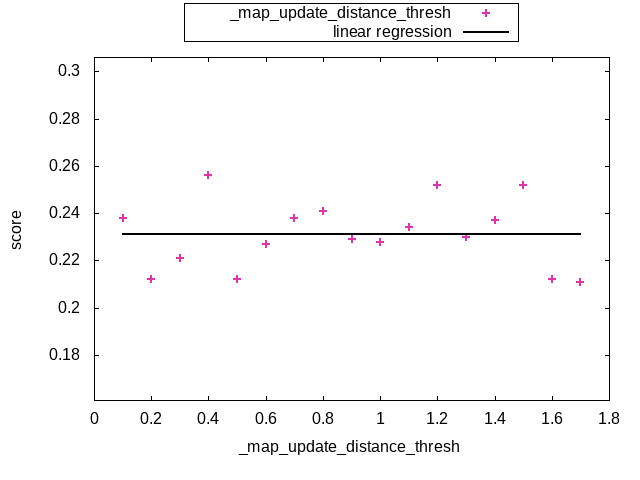 _map_update_distance_thresh
linear regression
0.3
0.28
0.26
0.24
0.22
0.2
0.18
score
0 0.2 0.4 0.6 0.8 1 1.2 1.4 1.6 1.8
_map_update_distance_thresh